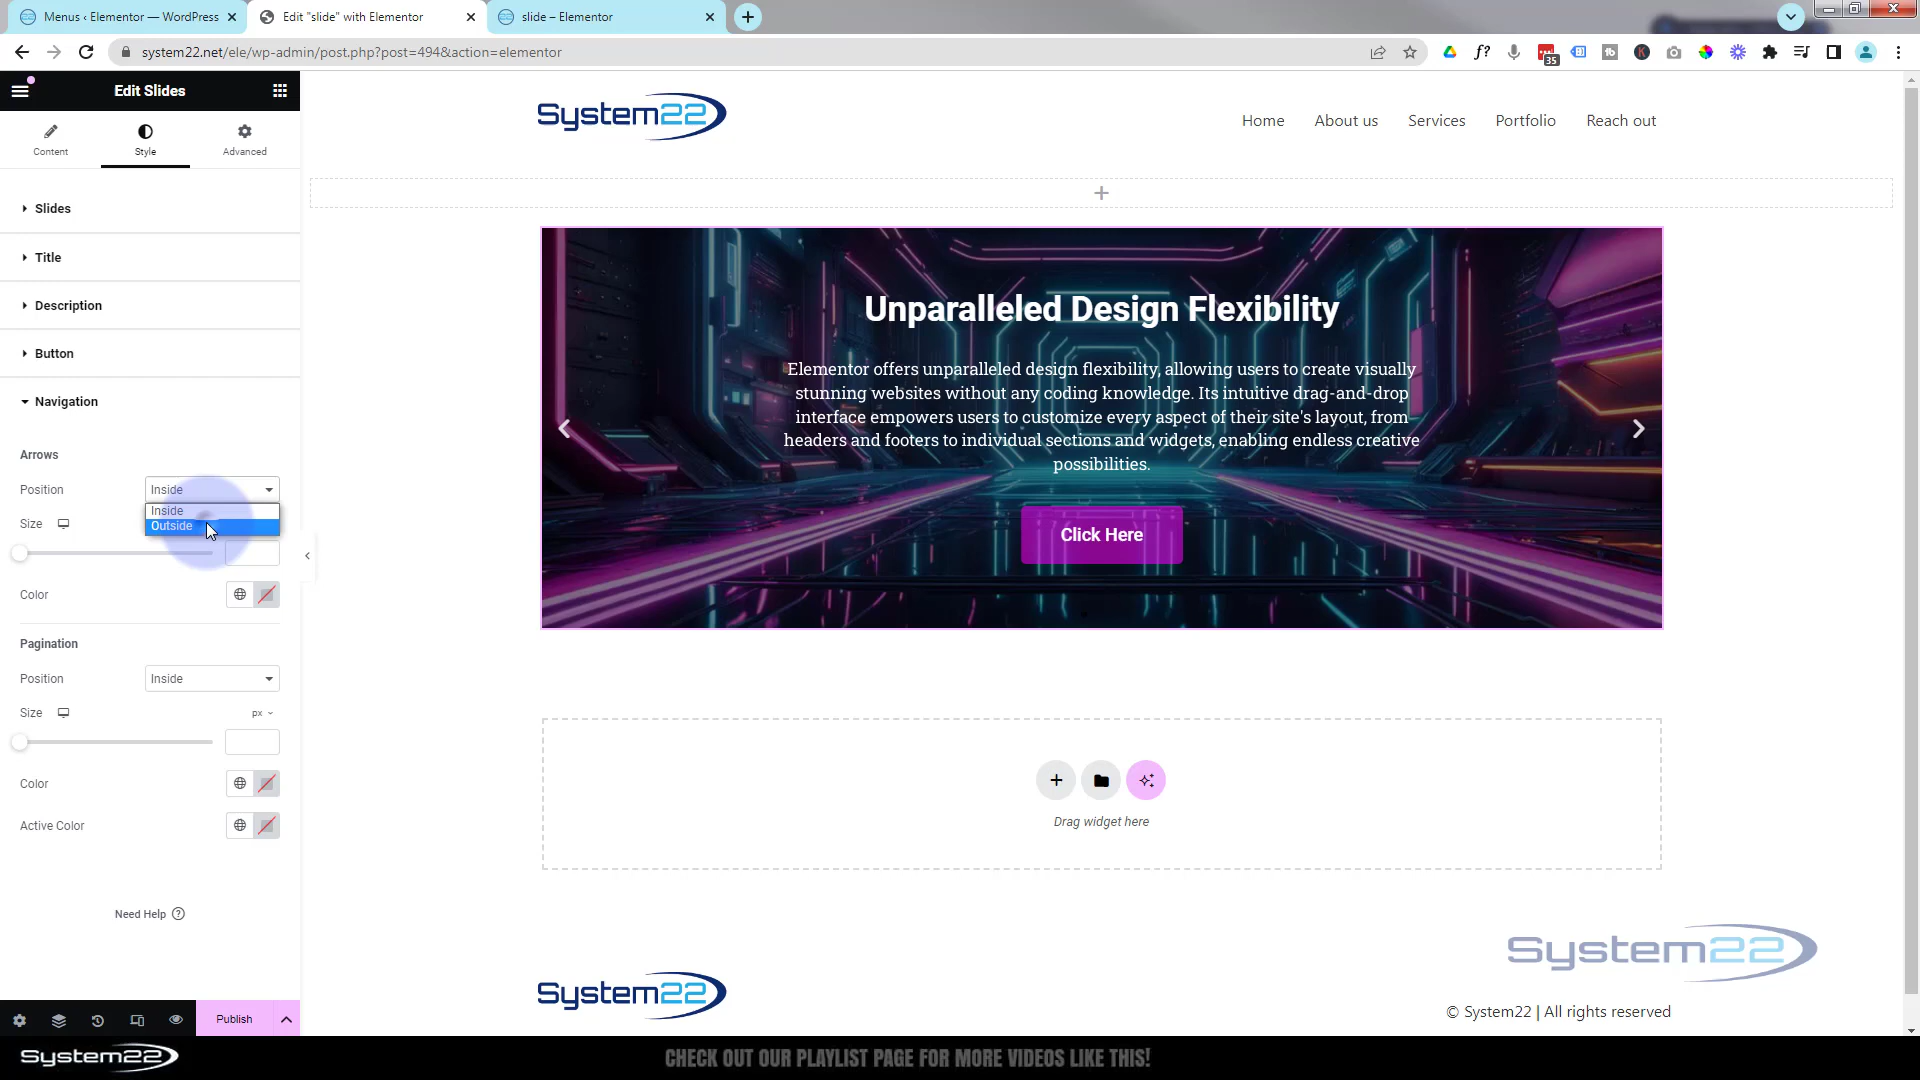 Menus ‹ Elementor — WordPress
Edit "slide" with Elementor
slide – Elementor
system22.net/ele/wp-admin/post.php?post=494&action=elementor
f?
35
Edit Slides
Content
Style
Advanced
Slides
Title
Description
Button
Navigation
Arrows
Position
Inside
Inside
Outside
Size
Color
Pagination
Position
Inside
Size
px
Color
Active Color
Need Help
Publish
System22
Home
About us
Services
Portfolio
Reach out
Unparalleled Design Flexibility
Elementor offers unparalleled design flexibility, allowing users to create visually
stunning websites without any coding knowledge. Its intuitive drag-and-drop
interface empowers users to customize every aspect of their site's layout, from
headers and footers to individual sections and widgets, enabling endless creative
possibilities.
Click Here
Drag widget here
System22
System22
© System22 | All rights reserved
System22
CHECK OUT OUR PLAYLIST PAGE FOR MORE VIDEOS LIKE THIS!